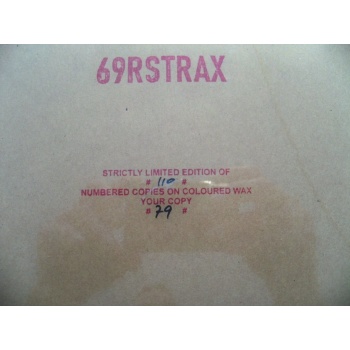 69RSTRAX
STRICTLY LIMITED EDITION OF
# 110 #
NUMBERED COPIES ON COLOURED WAX
YOUR COPY
# 79 #